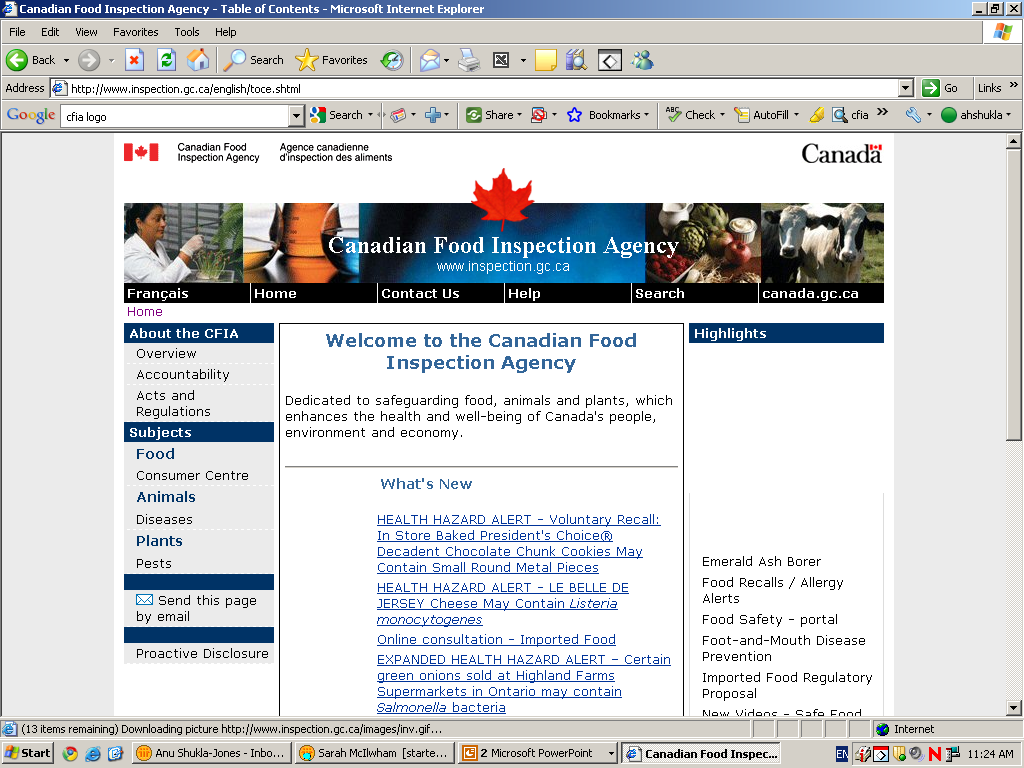 Canadian Food Inspection Agency - Table of Contents - Microsoft Internet Explorer
File Edit View Favorites Tools Help
Back Search Favorites
Address http://www.inspection.gc.ca/english/toce.shtml Go Links »
Google cfia logo Search Share Bookmarks ABC Check AutoFill cfia » ahshukla
Canadian Food
Inspection Agency
Agence canadienne
d'inspection des aliments
Canada
Canadian Food Inspection Agency
www.inspection.gc.ca
Français Home Contact Us Help Search canada.gc.ca
Home
About the CFIA
Overview
Accountability
Acts and
Regulations
Subjects
Food
Consumer Centre
Animals
Diseases
Plants
Pests
Send this page
by email
Proactive Disclosure
Welcome to the Canadian Food
Inspection Agency
Dedicated to safeguarding food, animals and plants, which
enhances the health and well-being of Canada's people,
environment and economy.
What's New
HEALTH HAZARD ALERT - Voluntary Recall:
In Store Baked President's Choice®
Decadent Chocolate Chunk Cookies May
Contain Small Round Metal Pieces
HEALTH HAZARD ALERT - LE BELLE DE
JERSEY Cheese May Contain Listeria
monocytogenes
Online consultation - Imported Food
EXPANDED HEALTH HAZARD ALERT - Certain
green onions sold at Highland Farms
Supermarkets in Ontario may contain
Salmonella bacteria
Highlights
Emerald Ash Borer
Food Recalls / Allergy
Alerts
Food Safety - portal
Foot-and-Mouth Disease
Prevention
Imported Food Regulatory
Proposal
New Videos - Safe Food
(13 items remaining) Downloading picture http://www.inspection.gc.ca/images/inv.gif... Internet
Start Anu Shukla-Jones - Inbo... Sarah McIlwham [starte... 2 Microsoft PowerPoint Canadian Food Inspec... EN 11:24 AM